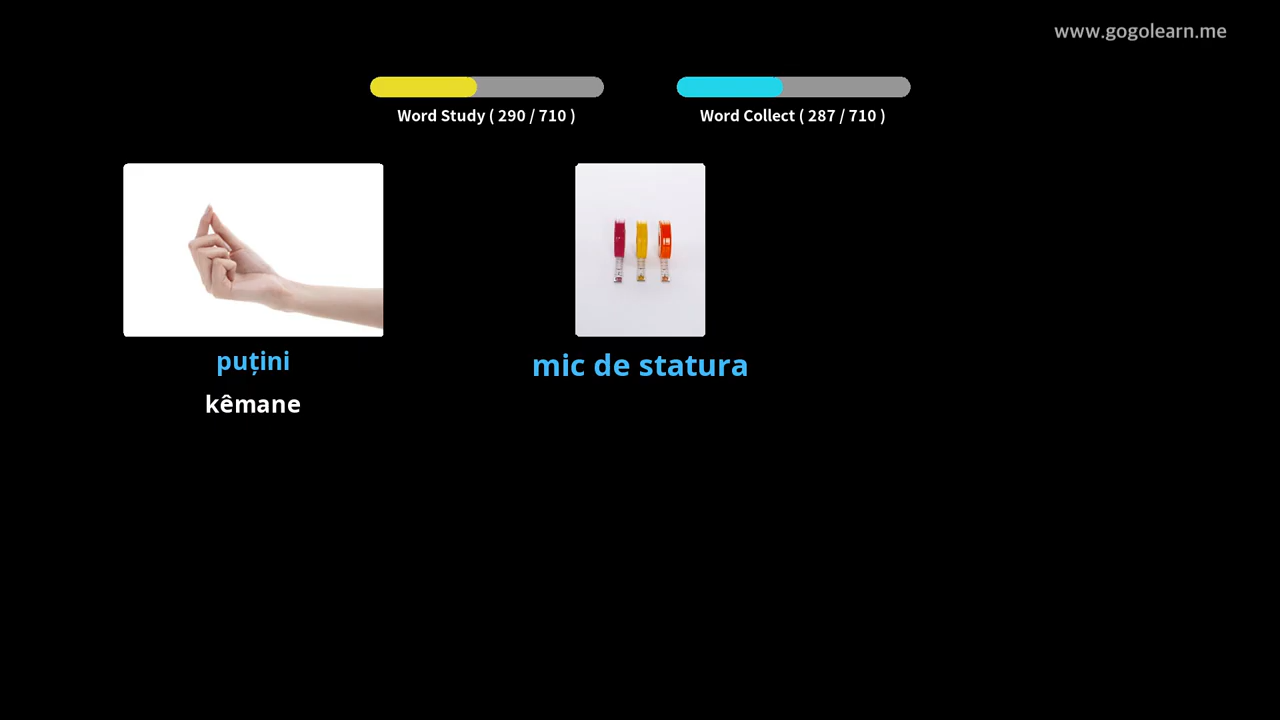 www.gogolearn.me
Word Study ( 290 / 710 )
Word Collect ( 287 / 710 )
puțini
kêmane
mic de statura